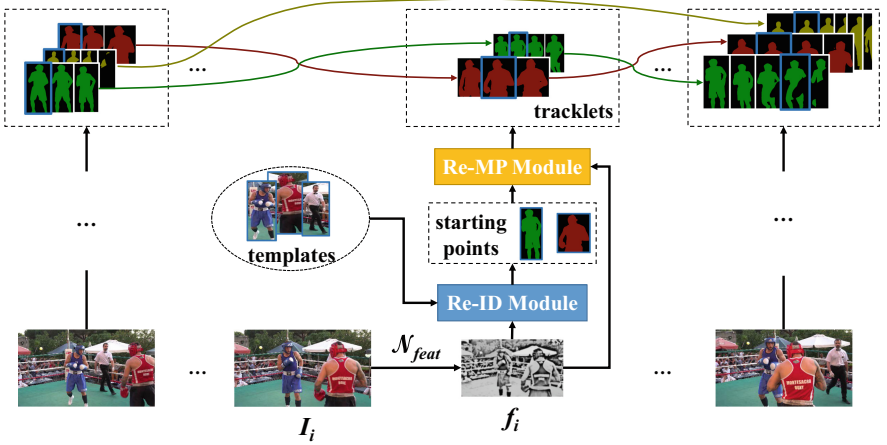 ...
...
tracklets
Re-MP Module
...
...
starting
points
templates
Re-ID Module
N_feat
...
...
I_i
f_i